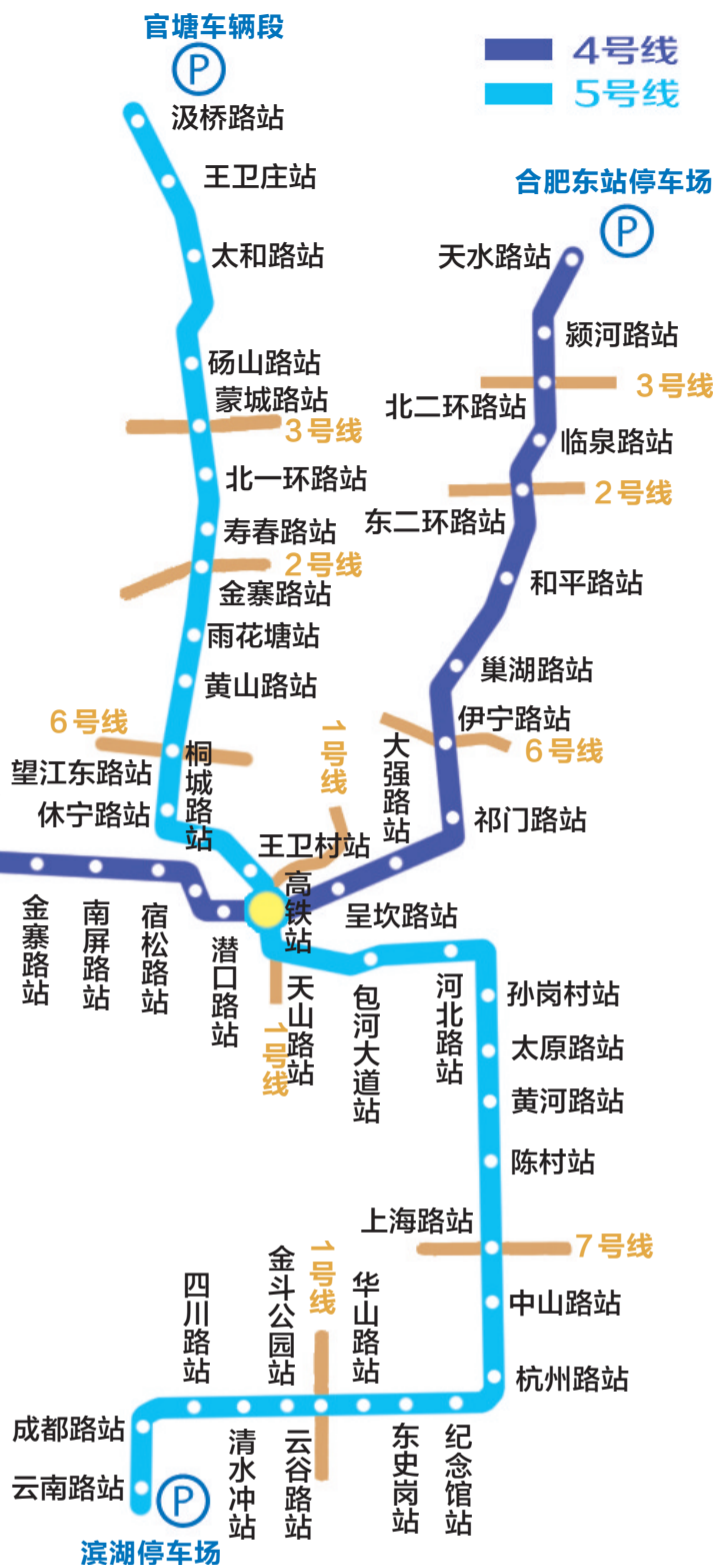 官塘车辆段
P
4号线
5号线
汲桥路站
王卫庄站
太和路站
砀山路站
蒙城路站
3号线
北一环路站
寿春路站
2号线
金寨路站
雨花塘站
黄山路站
6号线
望江东路站
桐城路站
休宁路站
合肥东站停车场
P
天水路站
颍河路站
3号线
北二环路站
临泉路站
2号线
东二环路站
和平路站
巢湖路站
伊宁路站
6号线
祁门路站
大强路站
1号线
王卫村站
高铁站
呈坎路站
金寨路站
南屏路站
宿松路站
潜口路站
1号线
天山路站
包河大道站
河北路站
孙岗村站
太原路站
黄河路站
陈村站
上海路站
7号线
中山路站
杭州路站
四川路站
金斗公园站
1号线
华山路站
成都路站
清水冲站
云谷路站
东史岗站
纪念馆站
云南路站
P
滨湖停车场